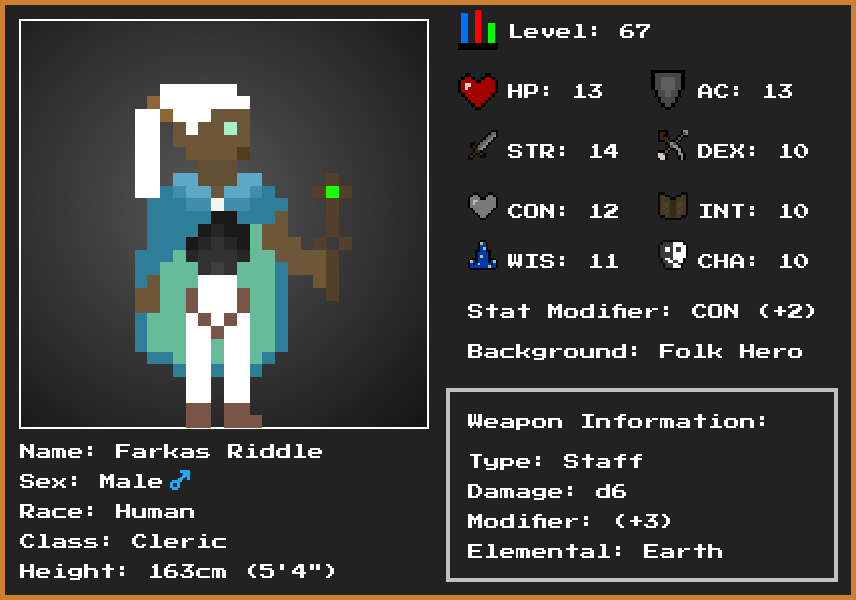 Level: 67
HP: 13 AC: 13
STR: 14 DEX: 10
CON: 12 INT: 10
WIS: 11 CHA: 10
Stat Modifier: CON (+2)
Background: Folk Hero
Weapon Information:
Type: Staff
Damage: d6
Modifier: (+3)
Elemental: Earth
Name: Farkas Riddle
Sex: Male♂
Race: Human
Class: Cleric
Height: 163cm (5'4")